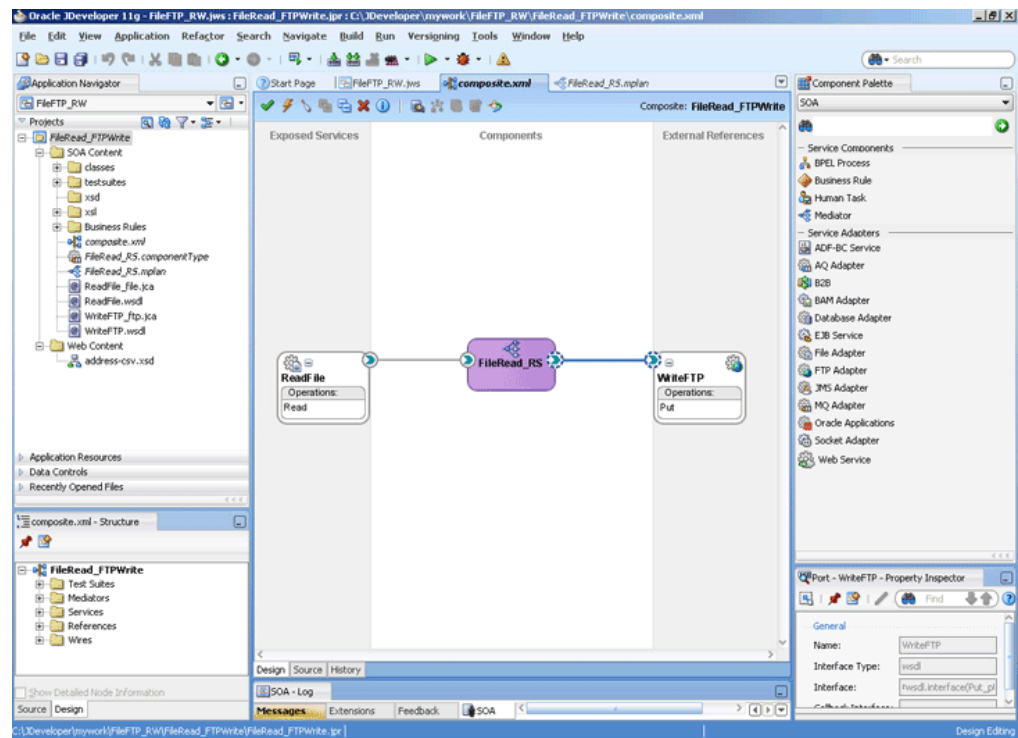 Oracle JDeveloper 11g - FileFTP_RW.jws : FileRead_FTPWrite.jpr : C:\JDeveloper\mywork\FileFTP_RW\FileRead_FTPWrite\composite.xml
File Edit View Application Refactor Search Navigate Build Run Versioning Tools Window Help
Search
Application Navigator
FileFTP_RW
Projects
FileRead_FTPWrite
SOA Content
classes
testsuites
xsd
xsl
Business Rules
composite.xml
FileRead_RS.componentType
FileRead_RS.mplan
ReadFile_file.jca
ReadFile.wsdl
WriteFTP_ftp.jca
WriteFTP.wsdl
Web Content
address-csv.xsd
Application Resources
Data Controls
Recently Opened Files
composite.xml - Structure
FileRead_FTPWrite
Test Suites
Mediators
Services
References
Wires
Show Detailed Node Information
Source Design
Start Page FileFTP_RW.jws composite.xml FileRead_RS.mplan
Composite: FileRead_FTPWrite
Exposed Services Components External References
ReadFile
Operations:
Read
FileRead_RS
WriteFTP
Operations:
Put
Design Source History
SOA - Log
Messages Extensions Feedback SOA
Component Palette
SOA
Service Components
BPEL Process
Business Rule
Human Task
Mediator
Service Adapters
ADF-BC Service
AQ Adapter
B2B
BAM Adapter
Database Adapter
EJB Service
File Adapter
FTP Adapter
JMS Adapter
MQ Adapter
Oracle Applications
Socket Adapter
Web Service
Port - WriteFTP - Property Inspector
Find
General
Name: WriteFTP
Interface Type: wsdl
Interface: wsdl.interface(Put_pl
C:\JDeveloper\mywork\FileFTP_RW\FileRead_FTPWrite\FileRead_FTPWrite.jpr
Design Editing